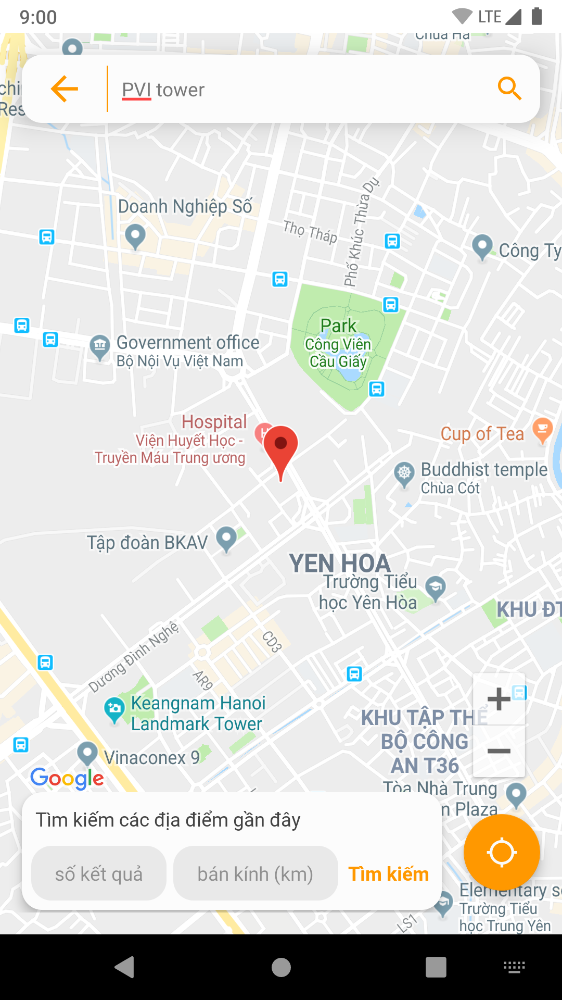 9:00
LTE
Chùa Hà
PVI tower
Doanh Nghiệp Số
Thọ Tháp
Phố Khúc Thừa Dụ
Công Ty
Park
Công Viên
Cầu Giấy
Government office
Bộ Nội Vụ Việt Nam
Hospital
Viện Huyết Học -
Truyền Máu Trung ương
Cup of Tea
Buddhist temple
Chùa Cót
Tập đoàn BKAV
YEN HOA
Trường Tiểu
học Yên Hòa
KHU ĐT
Dương Đình Nghệ
CD3
AR9
Keangnam Hanoi
Landmark Tower
KHU TẬP THỂ
BỘ CÔNG
AN T36
Vinaconex 9
Google
Tòa Nhà Trung
Plaza
Tìm kiếm các địa điểm gần đây
số kết quả
bán kính (km)
Tìm kiếm
Elementary
Trường Tiểu
học Trung Yên
LS1